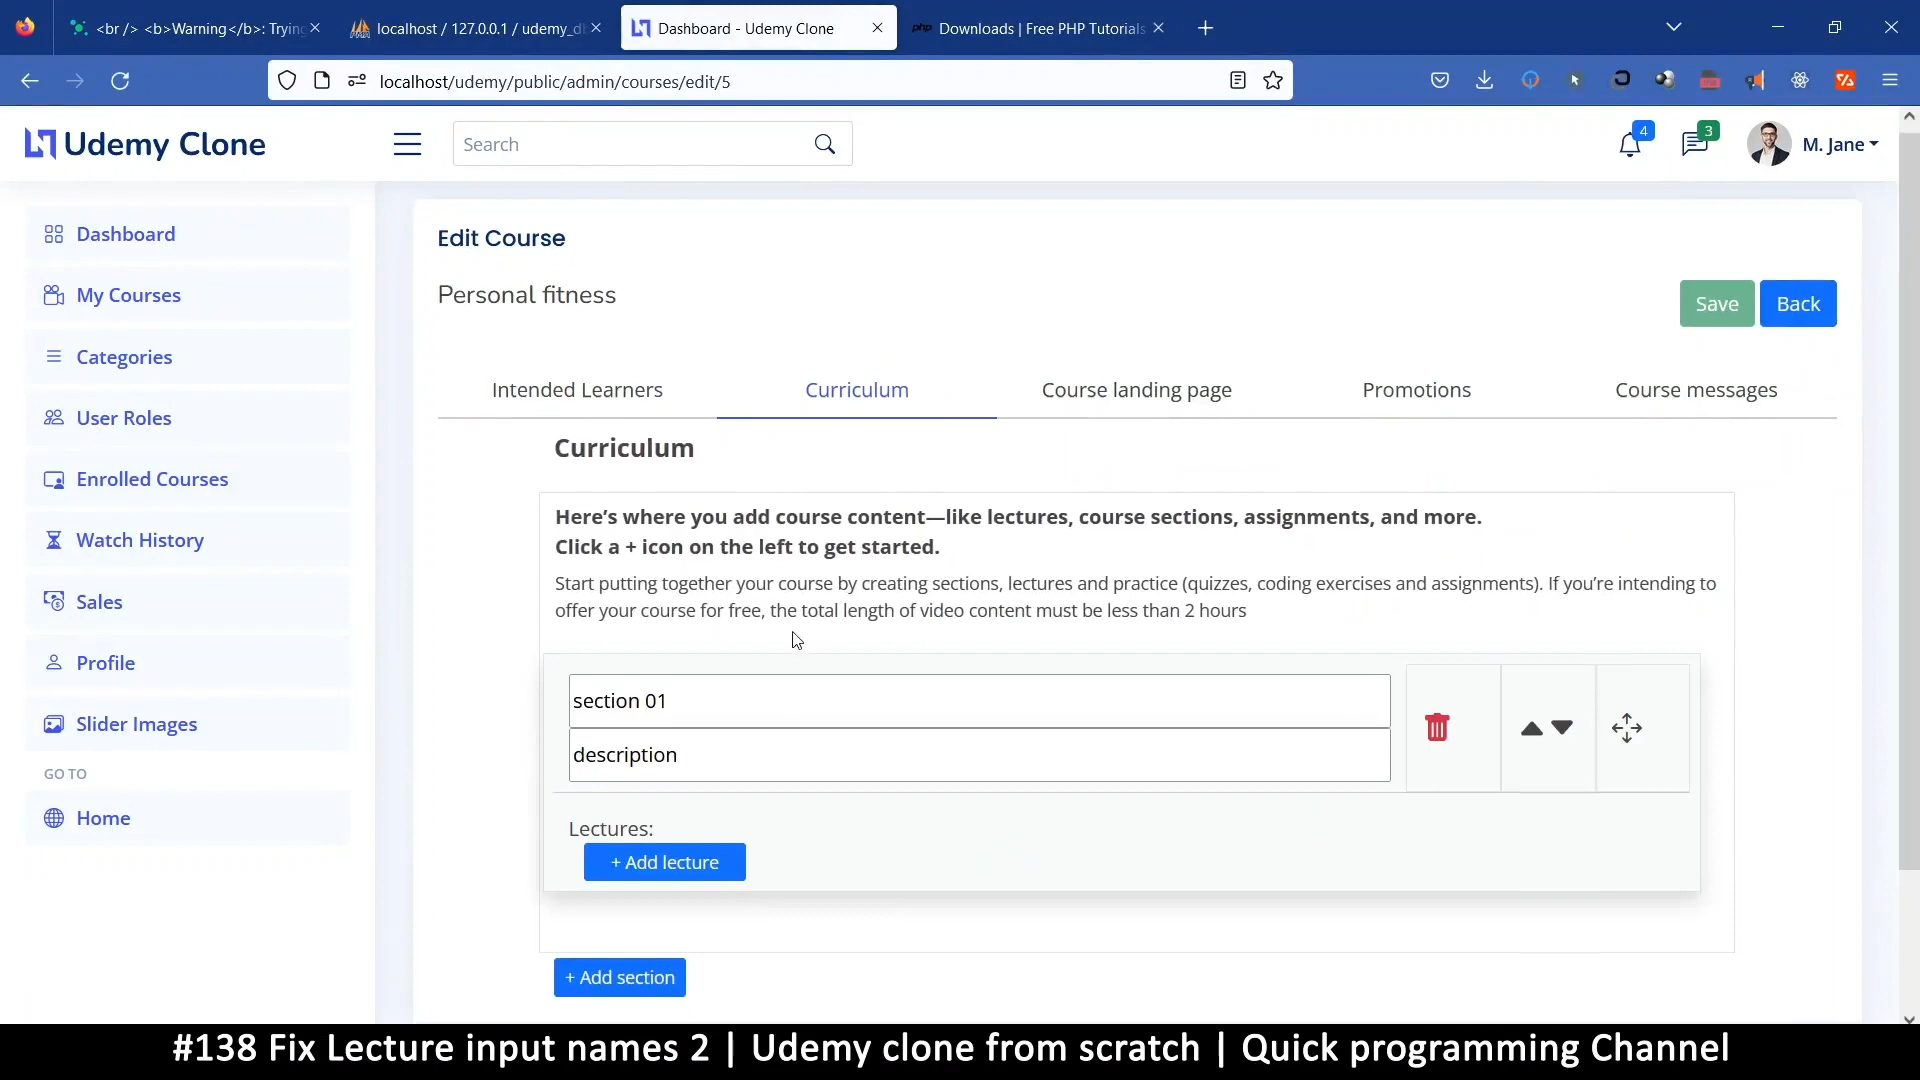 <br /> <b>Warning</b>: Trying
localhost / 127.0.0.1 / udemy_d
Dashboard - Udemy Clone
php
Downloads | Free PHP Tutorials
localhost/udemy/public/admin/courses/edit/5
Udemy Clone
Search
4
3
M. Jane
Dashboard
My Courses
Categories
User Roles
Enrolled Courses
Watch History
Sales
Profile
Slider Images
GO TO
Home
Edit Course
Personal fitness
Save
Back
Intended Learners
Curriculum
Course landing page
Promotions
Course messages
Curriculum
Here’s where you add course content—like lectures, course sections, assignments, and more.
Click a + icon on the left to get started.
Start putting together your course by creating sections, lectures and practice (quizzes, coding exercises and assignments). If you’re intending to
offer your course for free, the total length of video content must be less than 2 hours
section 01
description
Lectures:
+ Add lecture
+ Add section
#138 Fix Lecture input names 2 | Udemy clone from scratch | Quick programming Channel